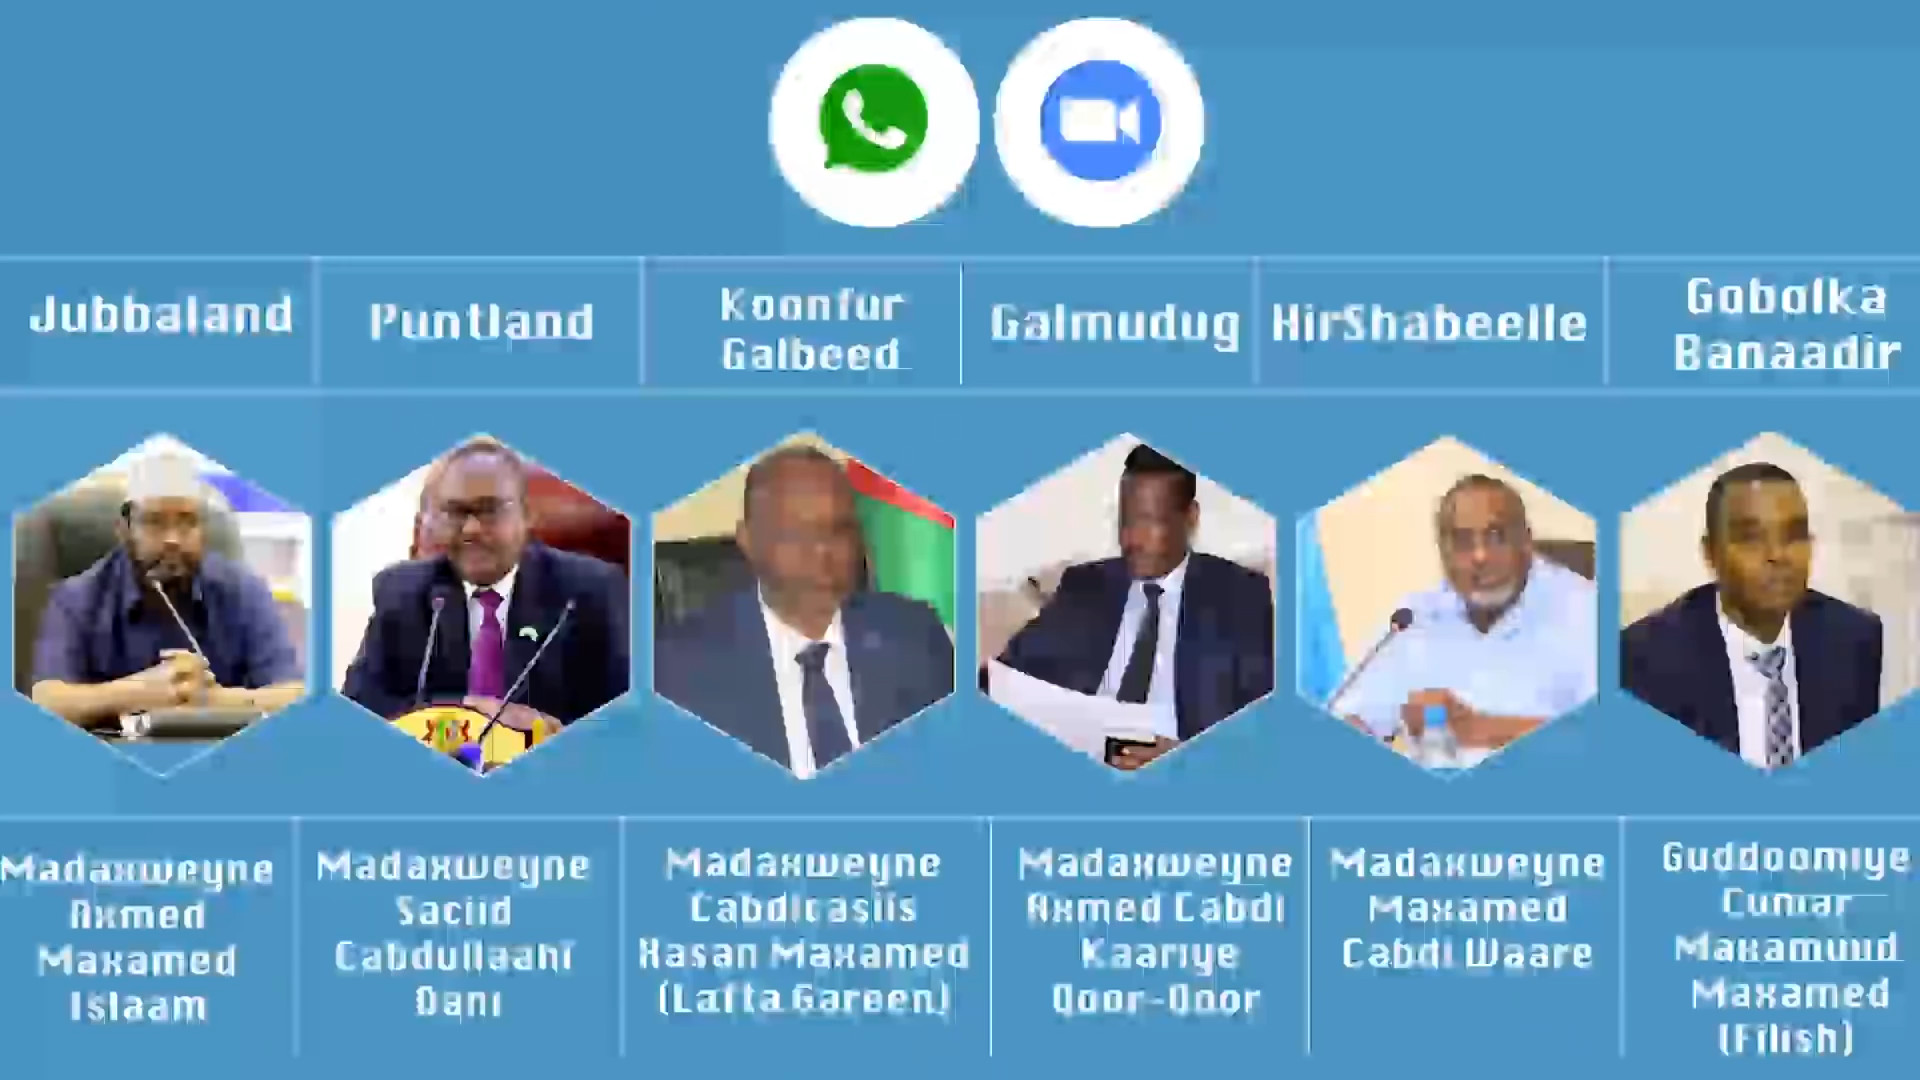 Jubbaland
Puntland
Koonfur
Galbeed
Galmudug
HirShabeelle
Gobolka
Banaadir
Madaxweyne
Axmed
Maxamed
Islaam
Madaxweyne
Saciid
Cabdullaahi
Dani
Madaxweyne
Cabdicasiis
Xasan Maxamed
(Lafta Gareen)
Madaxweyne
Axmed Cabdi
Kaariye
Qoor-Qoor
Madaxweyne
Maxamed
Cabdi Waare
Guddoomiye
Cumar
Maxamuud
Maxamed
(Filish)